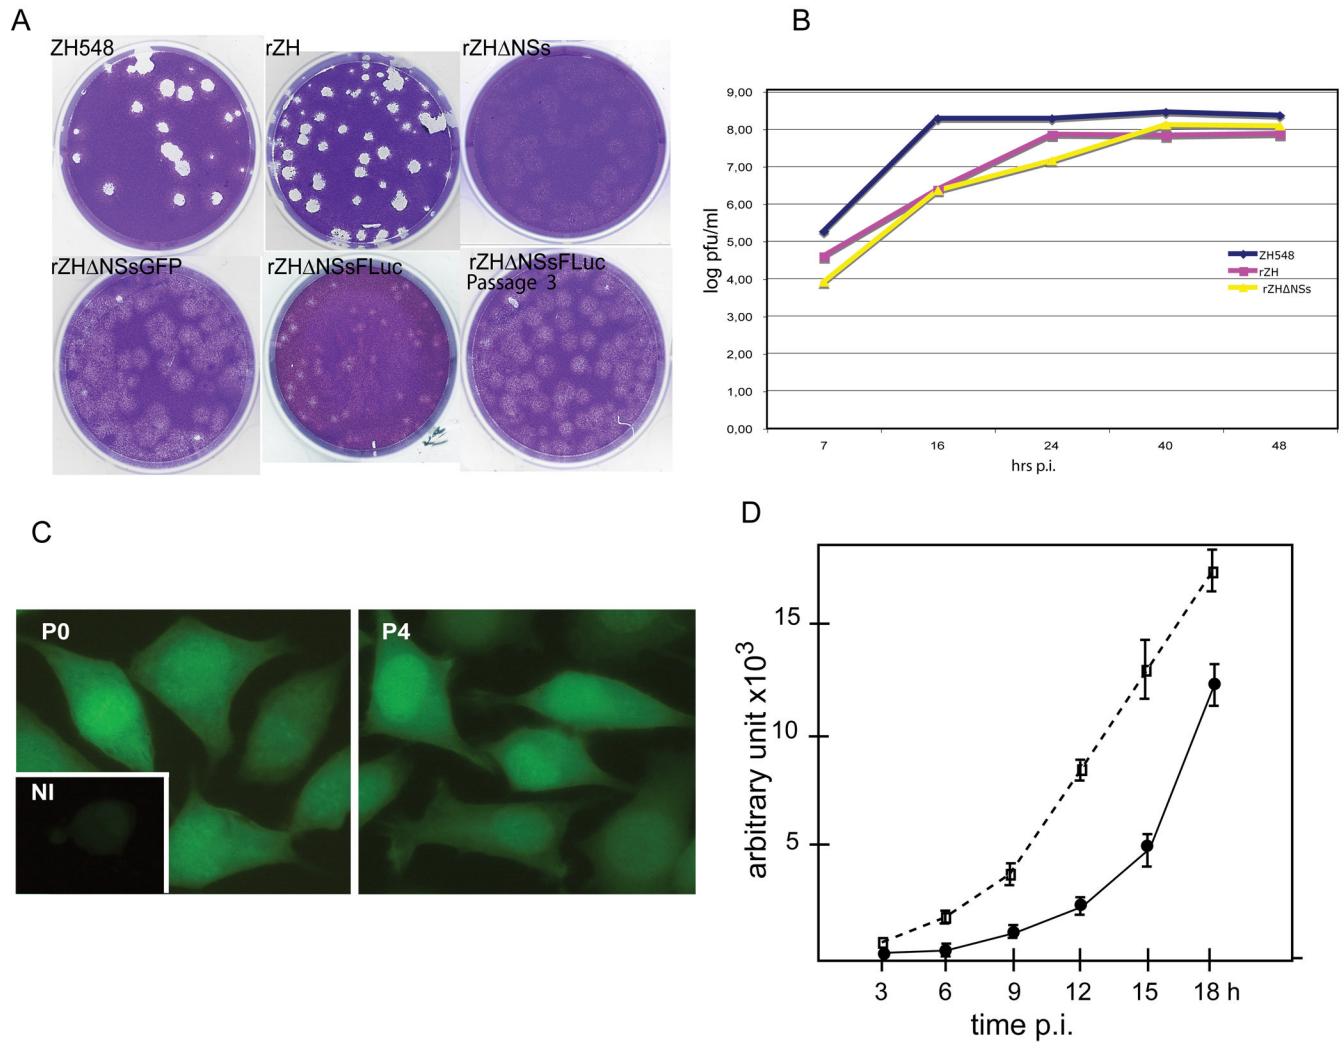 A
ZH548
rZH
rZHΔNSs
rZHΔNSsGFP
rZHΔNSsFLuc
rZHΔNSsFLuc
Passage 3
B
9,00
8,00
7,00
6,00
5,00
4,00
3,00
2,00
1,00
0,00
log pfu/ml
7 16 24 40 48
hrs p.i.
ZH548
rZH
rZHΔNSs
C
P0
NI
P4
D
15
10
5
arbitrary unit x10³
3 6 9 12 15 18 h
time p.i.